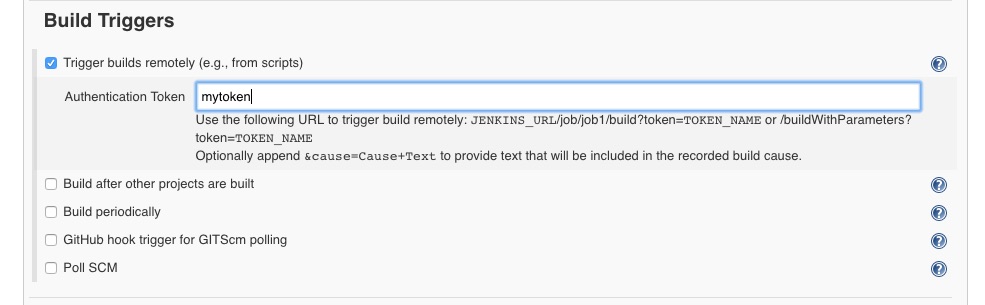 Build Triggers
Trigger builds remotely (e.g., from scripts)
Authentication Token mytoken
Use the following URL to trigger build remotely: JENKINS_URL/job/job1/build?token=TOKEN_NAME or /buildWithParameters?
token=TOKEN_NAME
Optionally append &cause=Cause+Text to provide text that will be included in the recorded build cause.
Build after other projects are built
Build periodically
GitHub hook trigger for GITScm polling
Poll SCM